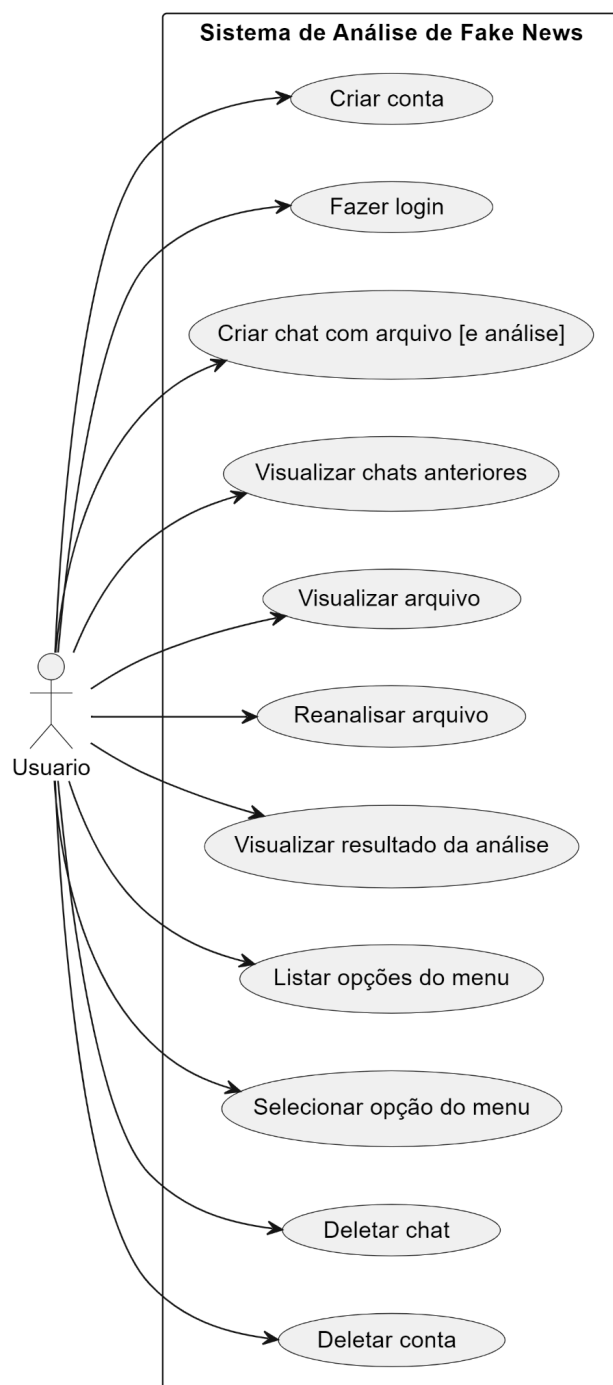 Sistema de Análise de Fake News
Criar conta
Fazer login
Criar chat com arquivo [e análise]
Visualizar chats anteriores
Visualizar arquivo
Reanalisar arquivo
Usuario
Visualizar resultado da análise
Listar opções do menu
Selecionar opção do menu
Deletar chat
Deletar conta